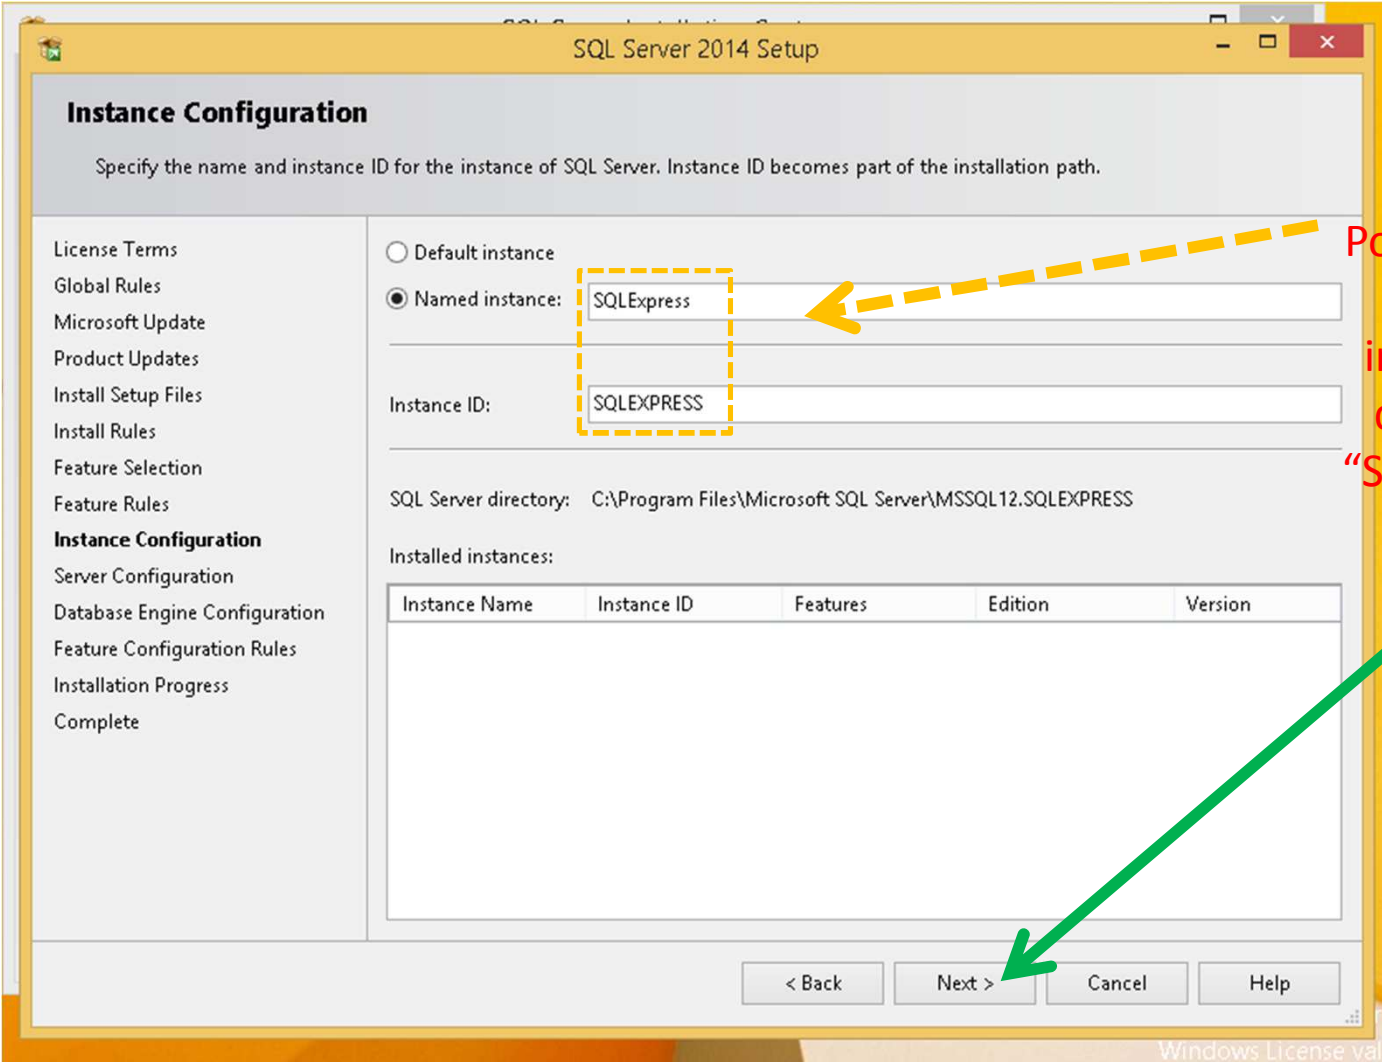 SQL Server 2014 Setup
Instance Configuration
Specify the name and instance ID for the instance of SQL Server. Instance ID becomes part of the installation path.
License Terms
Global Rules
Microsoft Update
Product Updates
Install Setup Files
Install Rules
Feature Selection
Feature Rules
Instance Configuration
Server Configuration
Database Engine Configuration
Feature Configuration Rules
Installation Progress
Complete
Default instance
Named instance: SQLExpress
Instance ID: SQLEXPRESS
SQL Server directory: C:\Program Files\Microsoft SQL Server\MSSQL12.SQLEXPRESS
Installed instances:
Instance Name Instance ID Features Edition Version
< Back Next > Cancel Help
Windows License